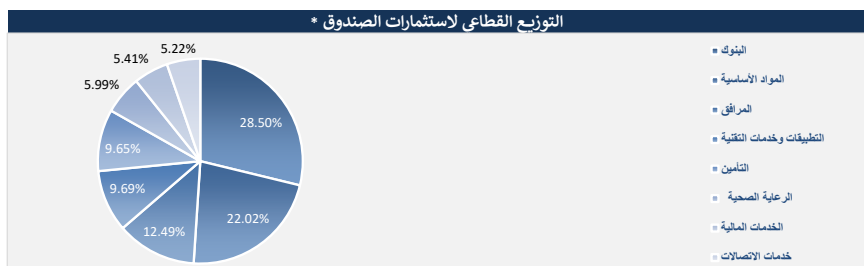 التوزيع القطاعي لاستثمارات الصندوق *
5.22%
5.41%
5.99%
9.65%
9.69%
12.49%
22.02%
28.50%
البنوك
المواد الأساسية
المرافق
التطبيقات وخدمات التقنية
التأمين
الرعاية الصحية
الخدمات المالية
خدمات الاتصالات